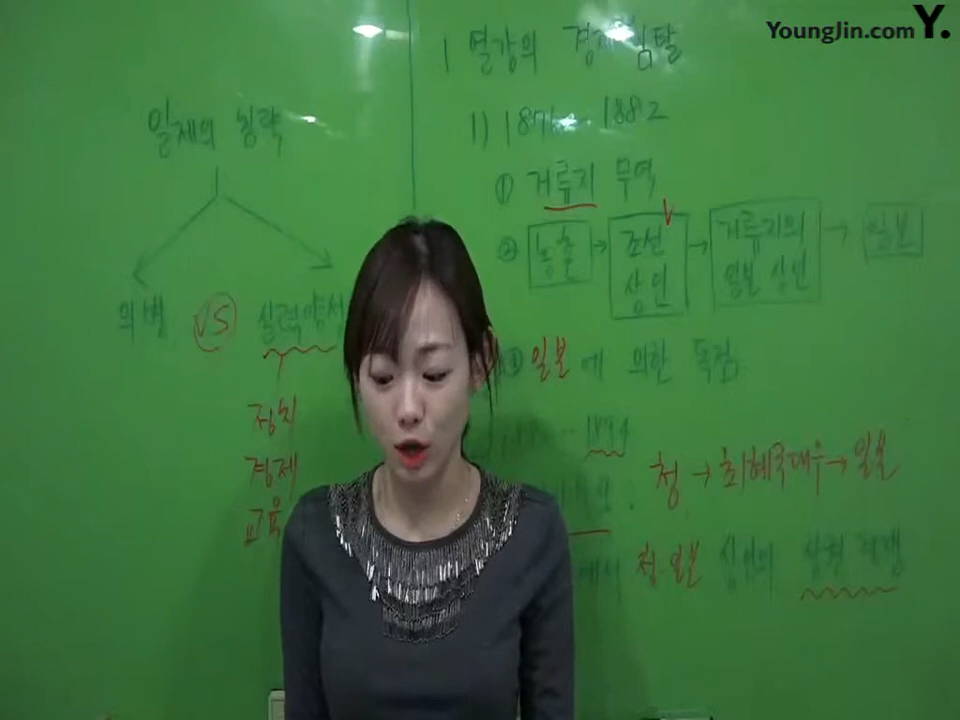 YoungJin.com Y.
일제의 침략
의병 VS 실력양성
정치
경제
교육
1 열강의 경제 침탈
1) 1876 ~ 1882
① 거류지 무역
② 농촌 → 조선 상인 → 거류지의 일본 상인 → 일본
③ 일본에 의한 독점
1894
청 → 최혜국대우 → 일본
에서 청·일본 상인의 상권 경쟁